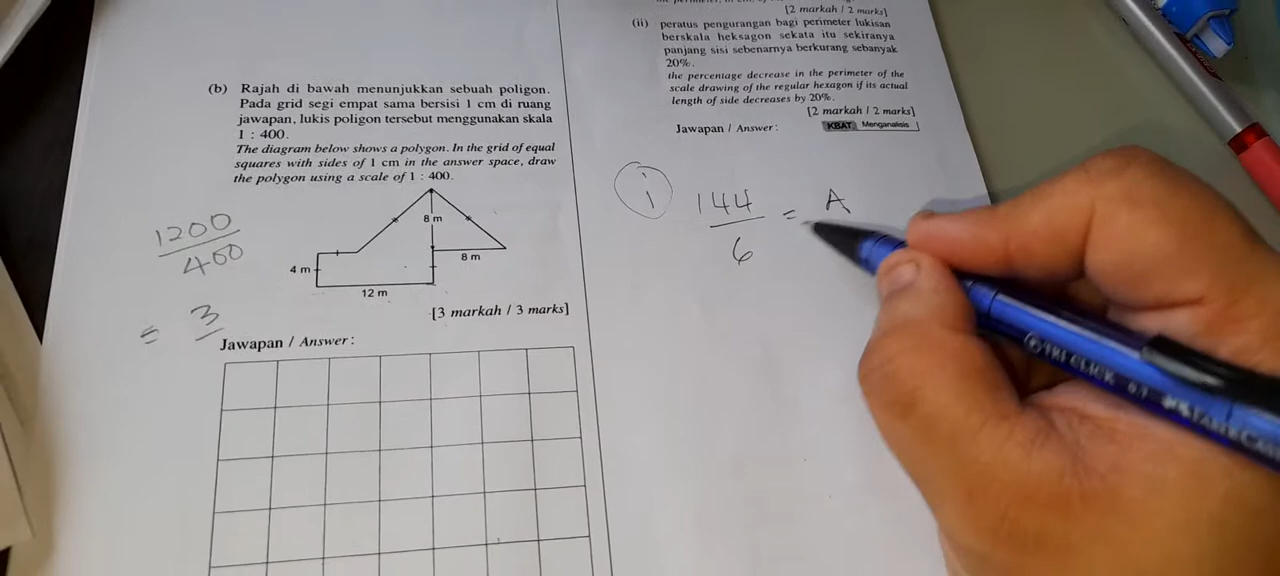 (b) Rajah di bawah menunjukkan sebuah poligon.
Pada grid segi empat sama bersisi 1 cm di ruang
jawapan, lukis poligon tersebut menggunakan skala
1 : 400.
The diagram below shows a polygon. In the grid of equal
squares with sides of 1 cm in the answer space, draw
the polygon using a scale of 1 : 400.
1200
400
= 3
8 m
8 m
4 m
12 m
[3 markah / 3 marks]
Jawapan / Answer:
[2 markah / 2 marks]
(ii) peratus pengurangan bagi perimeter lukisan
berskala heksagon sekata itu sekiranya
panjang sisi sebenarnya berkurang sebanyak
20%.
the percentage decrease in the perimeter of the
scale drawing of the regular hexagon if its actual
length of side decreases by 20%.
[2 markah / 2 marks]
KBAT Menganalisis
Jawapan / Answer:
i 144 = A
6
TRI CLICK 0.7